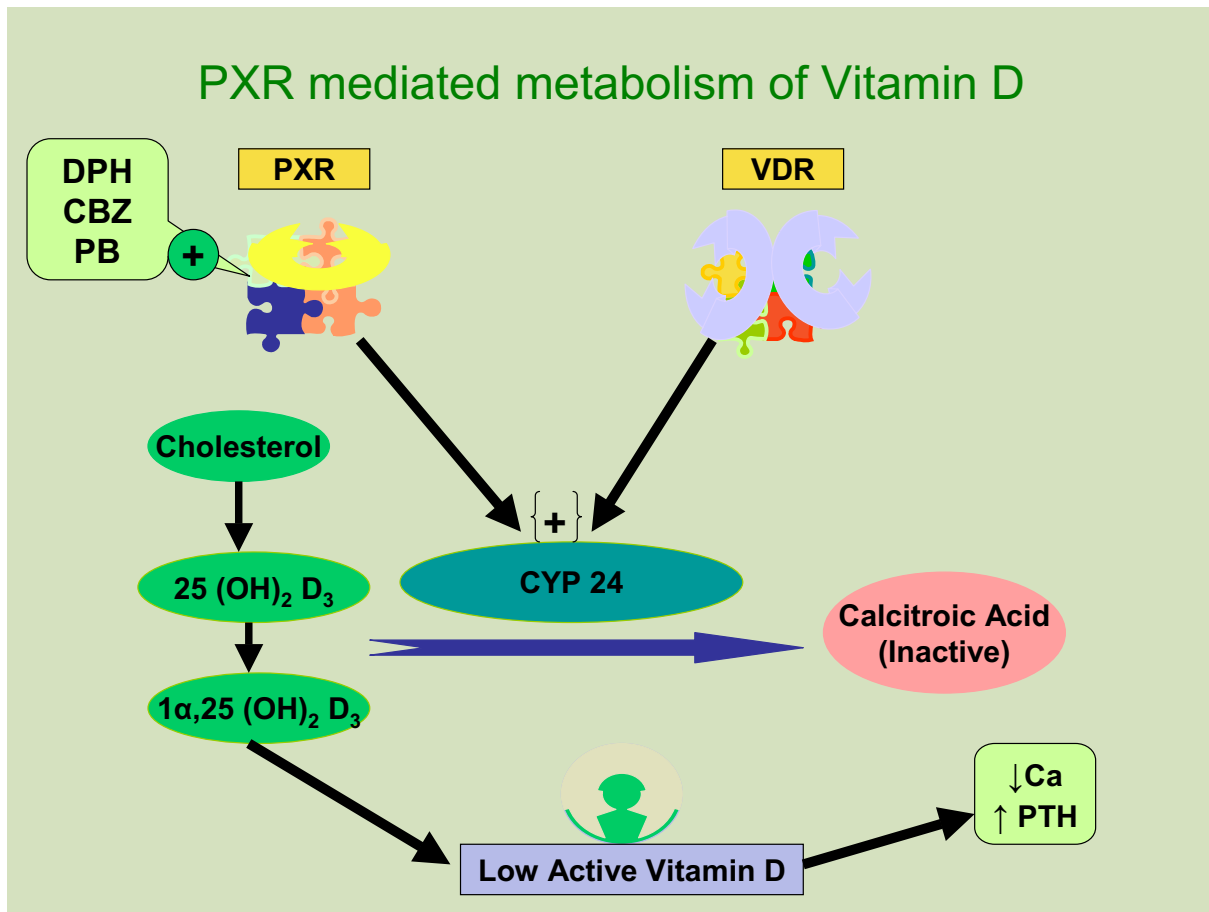 PXR mediated metabolism of Vitamin D
DPH
CBZ
PB
+
PXR
VDR
Cholesterol
{+}
CYP 24
25 (OH)₂ D₃
Calcitroic Acid
(Inactive)
1α,25 (OH)₂ D₃
↓Ca
↑ PTH
Low Active Vitamin D